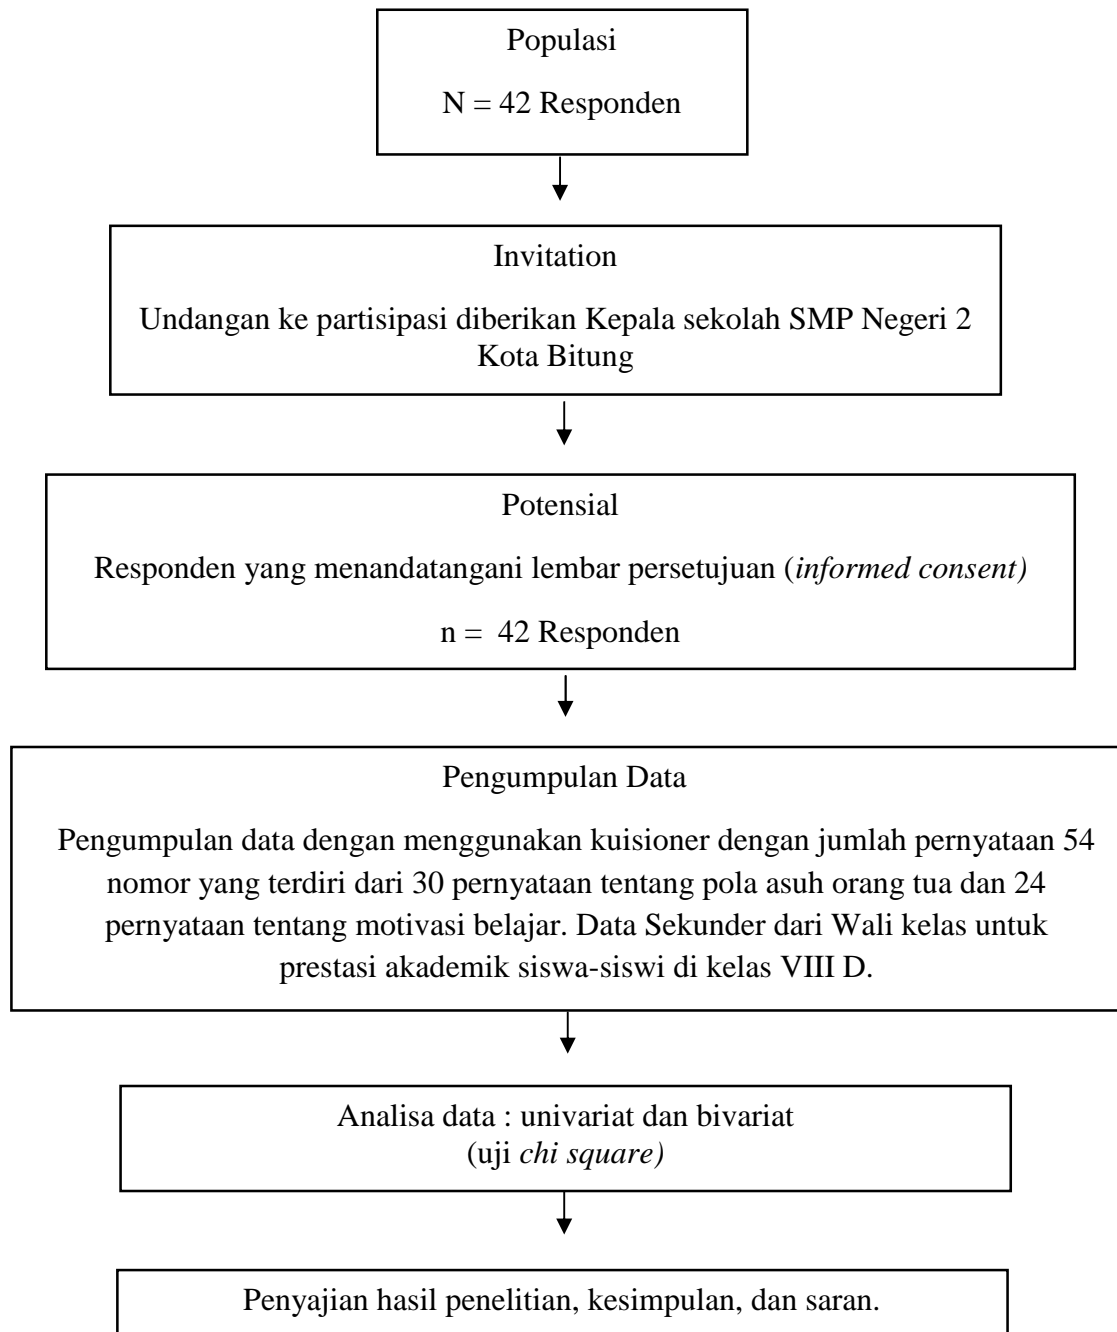 Populasi
N = 42 Responden
Invitation
Undangan ke partisipasi diberikan Kepala sekolah SMP Negeri 2
Kota Bitung
Potensial
Responden yang menandatangani lembar persetujuan (informed consent)
n = 42 Responden
Pengumpulan Data
Pengumpulan data dengan menggunakan kuisioner dengan jumlah pernyataan 54
nomor yang terdiri dari 30 pernyataan tentang pola asuh orang tua dan 24
pernyataan tentang motivasi belajar. Data Sekunder dari Wali kelas untuk
prestasi akademik siswa-siswi di kelas VIII D.
Analisa data : univariat dan bivariat
(uji chi square)
Penyajian hasil penelitian, kesimpulan, dan saran.